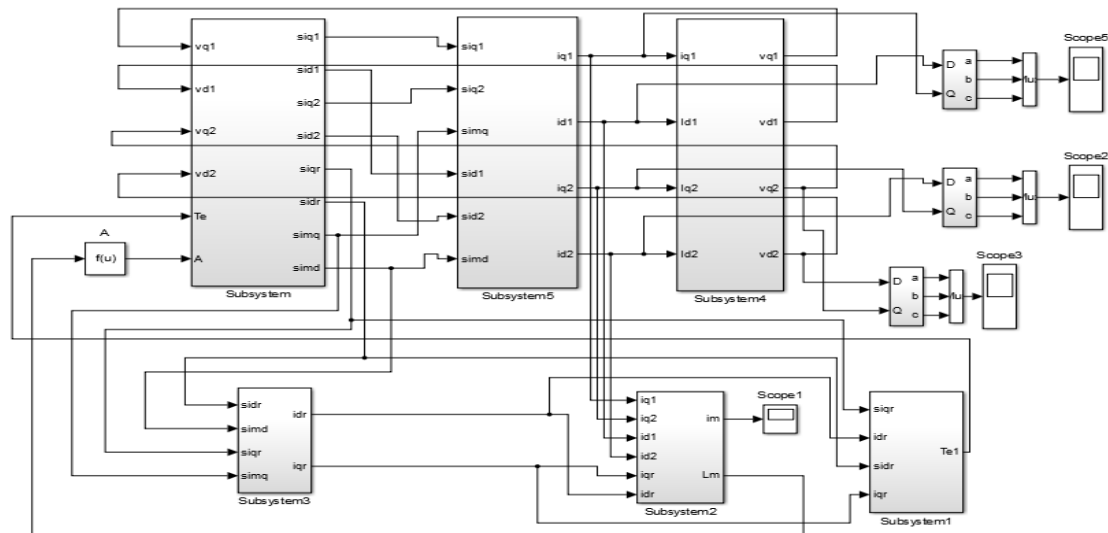 Scope5
vq1
siq1
siq1
iq1
iq1
vq1
D
a
b
c
Q
sid1
vd1
siq2
siq2
vq2
sid2
simq
id1
Id1
vd1
Scope2
siqr
vd2
sid1
D
a
b
c
Q
sidr
iq2
Iq2
vq2
Te
sid2
simq
A
f(u)
A
simd
simd
id2
Id2
vd2
Scope3
D
a
b
c
Q
Subsystem
Subsystem5
Subsystem4
Scope1
sidr
idr
simd
siqr
iqr
simq
Subsystem3
iq1
iq2
im
id1
id2
iqr
Lm
idr
Subsystem2
siqr
idr
Te1
sidr
iqr
Subsystem1